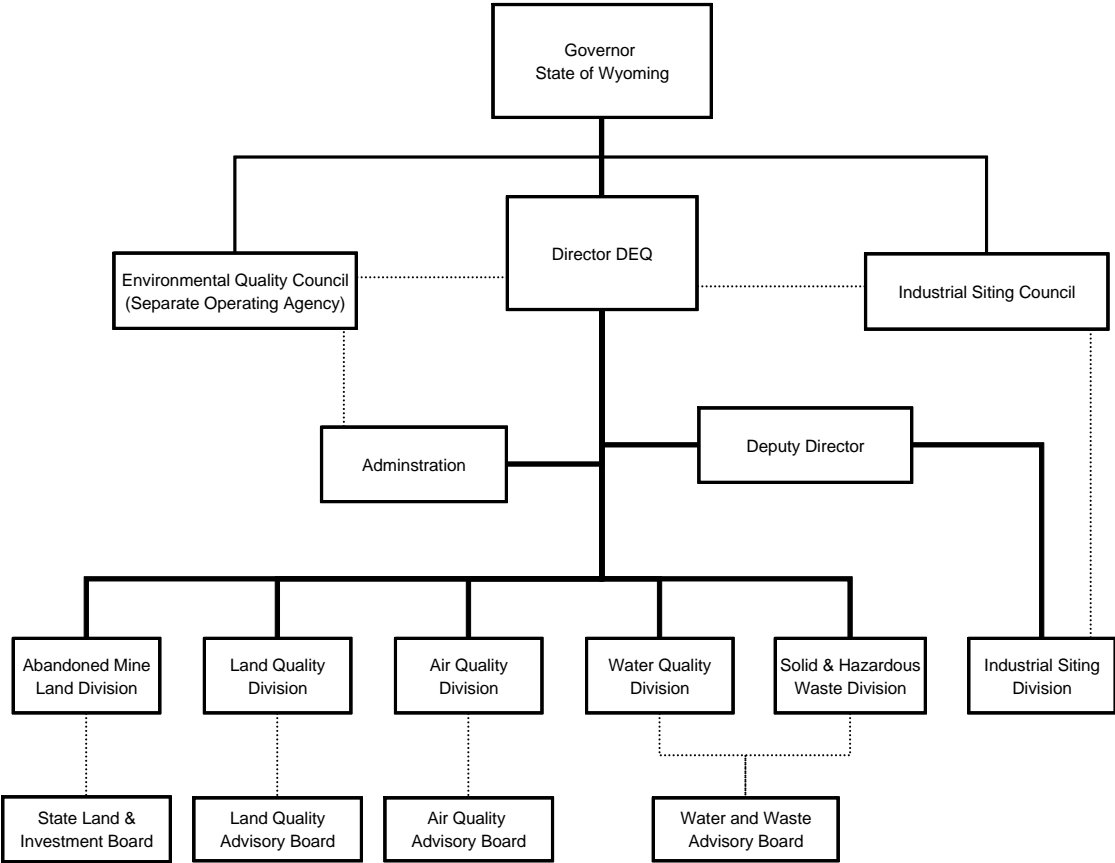 Governor
State of Wyoming
Director DEQ
Environmental Quality Council
(Separate Operating Agency)
Industrial Siting Council
Adminstration
Deputy Director
Abandoned Mine
Land Division
Land Quality
Division
Air Quality
Division
Water Quality
Division
Solid & Hazardous
Waste Division
Industrial Siting
Division
State Land &
Investment Board
Land Quality
Advisory Board
Air Quality
Advisory Board
Water and Waste
Advisory Board